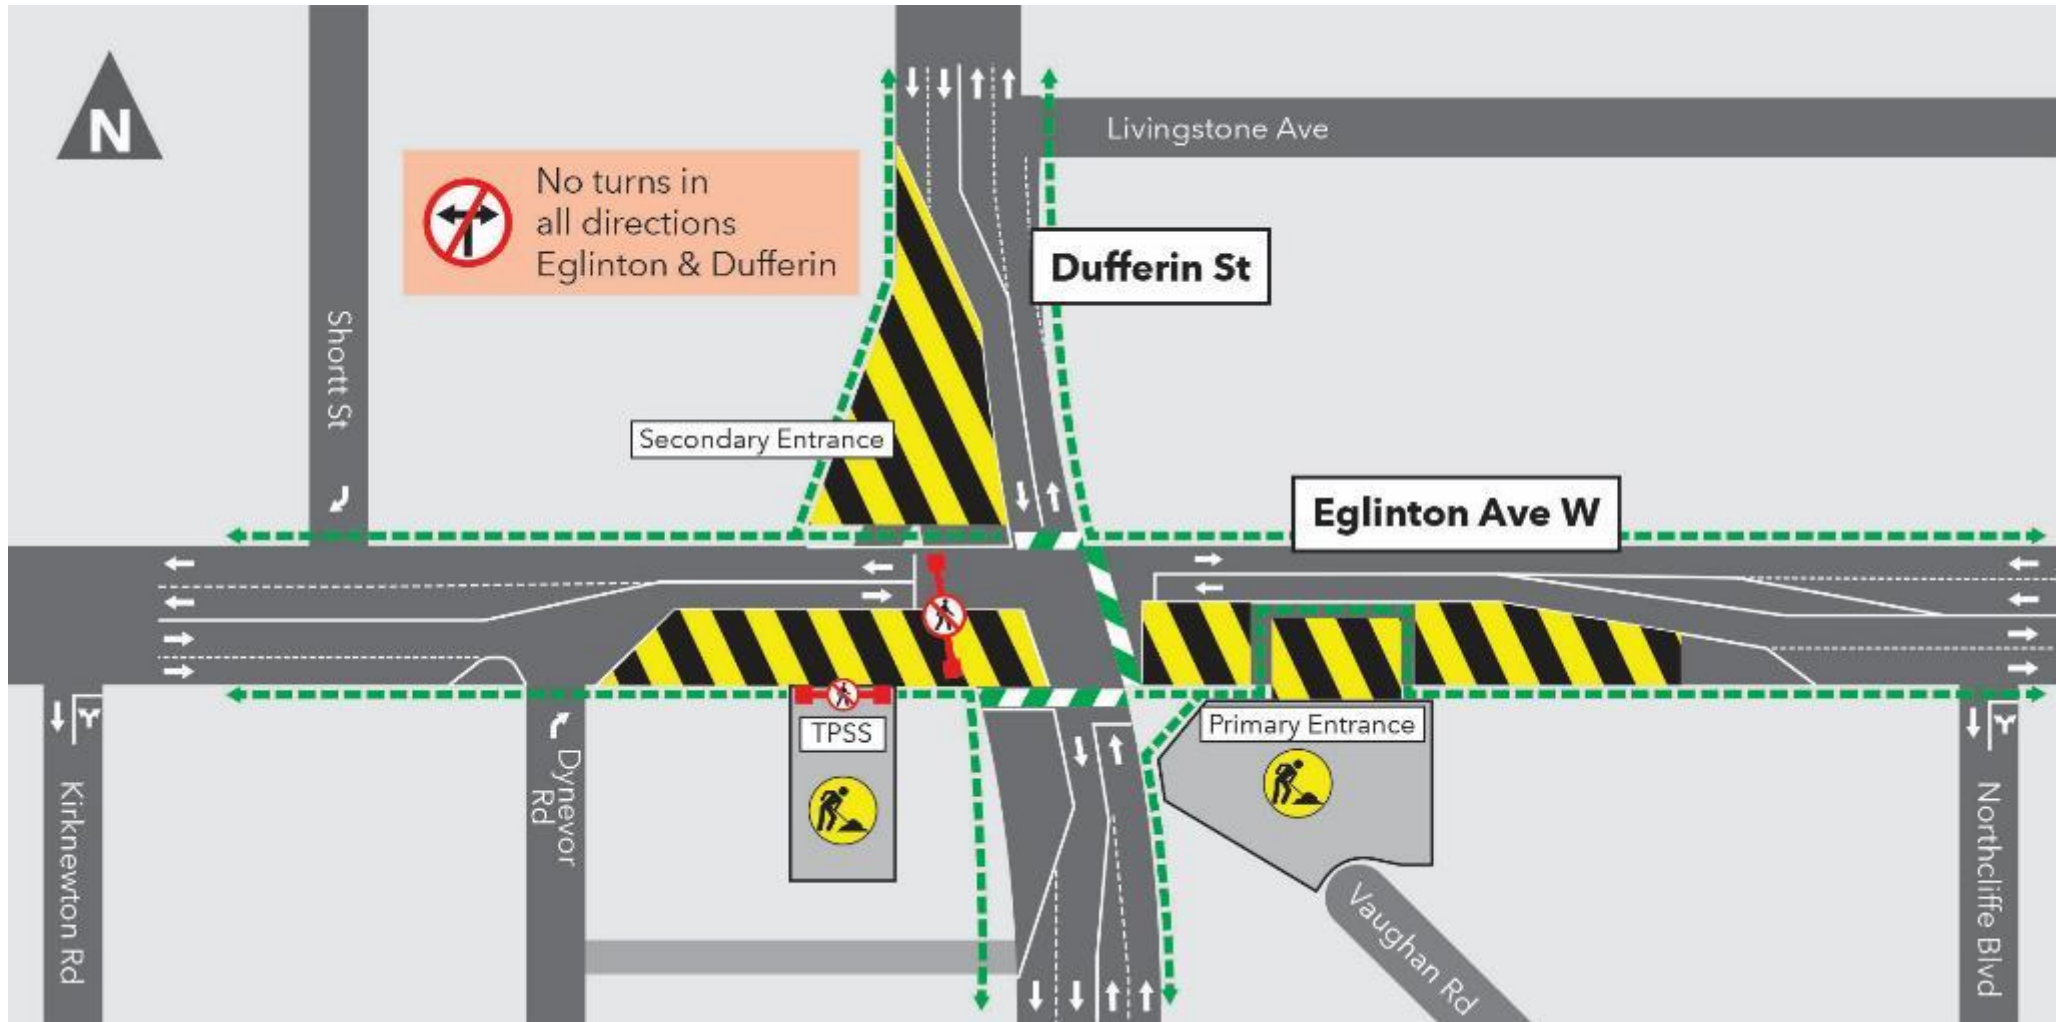 N
Livingstone Ave
No turns in
all directions
Eglinton & Dufferin
Dufferin St
Shortt St
Secondary Entrance
Eglinton Ave W
TPSS
Primary Entrance
Kirknewton Rd
Dynevor
Rd
Vaughan Rd
Northcliffe Blvd